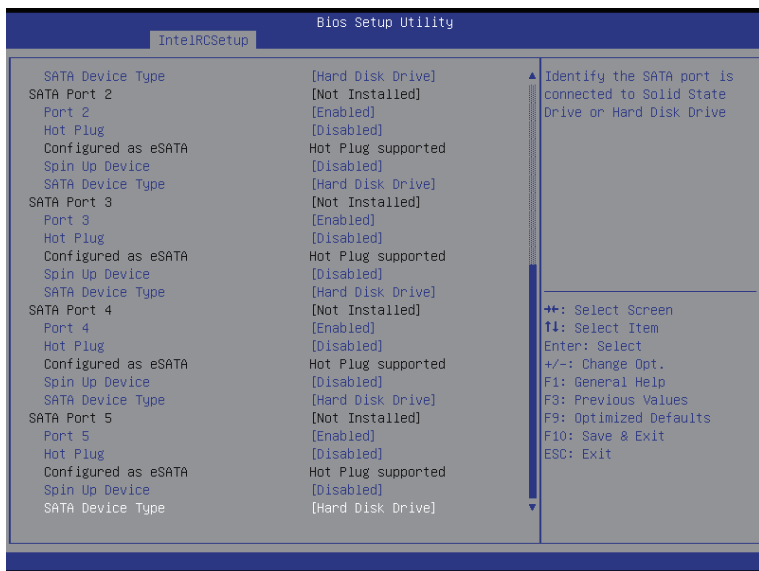 Bios Setup Utility
IntelRCSetup
SATA Device Type [Hard Disk Drive]
SATA Port 2 [Not Installed]
Port 2 [Enabled]
Hot Plug [Disabled]
Configured as eSATA Hot Plug supported
Spin Up Device [Disabled]
SATA Device Type [Hard Disk Drive]
SATA Port 3 [Not Installed]
Port 3 [Enabled]
Hot Plug [Disabled]
Configured as eSATA Hot Plug supported
Spin Up Device [Disabled]
SATA Device Type [Hard Disk Drive]
SATA Port 4 [Not Installed]
Port 4 [Enabled]
Hot Plug [Disabled]
Configured as eSATA Hot Plug supported
Spin Up Device [Disabled]
SATA Device Type [Hard Disk Drive]
SATA Port 5 [Not Installed]
Port 5 [Enabled]
Hot Plug [Disabled]
Configured as eSATA Hot Plug supported
Spin Up Device [Disabled]
SATA Device Type [Hard Disk Drive]
Identify the SATA port is
connected to Solid State
Drive or Hard Disk Drive
→←: Select Screen
↑↓: Select Item
Enter: Select
+/-: Change Opt.
F1: General Help
F3: Previous Values
F9: Optimized Defaults
F10: Save & Exit
ESC: Exit